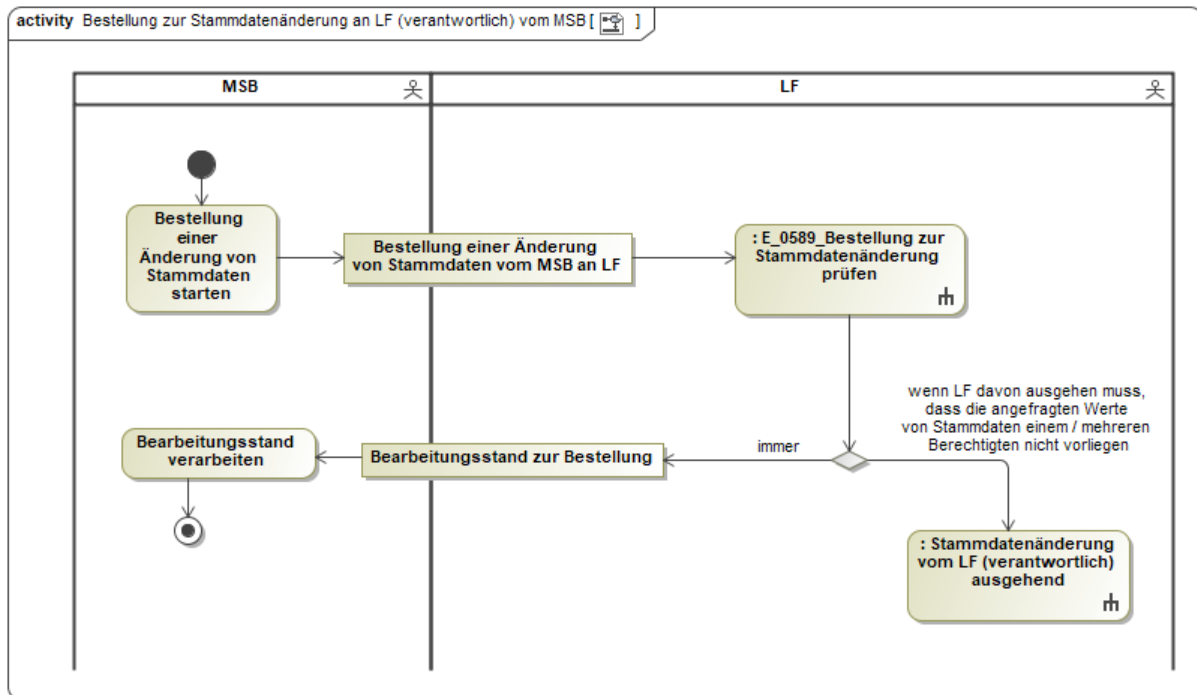 activity Bestellung zur Stammdatenänderung an LF (verantwortlich) vom MSB [ ]
MSB
LF
Bestellung
einer
Änderung von
Stammdaten
starten
Bestellung einer Änderung
von Stammdaten vom MSB an LF
: E_0589_Bestellung zur
Stammdatenänderung
prüfen
wenn LF davon ausgehen muss,
dass die angefragten Werte
von Stammdaten einem / mehreren
Berechtigten nicht vorliegen
immer
Bearbeitungsstand zur Bestellung
Bearbeitungsstand
verarbeiten
: Stammdatenänderung
vom LF (verantwortlich)
ausgehend